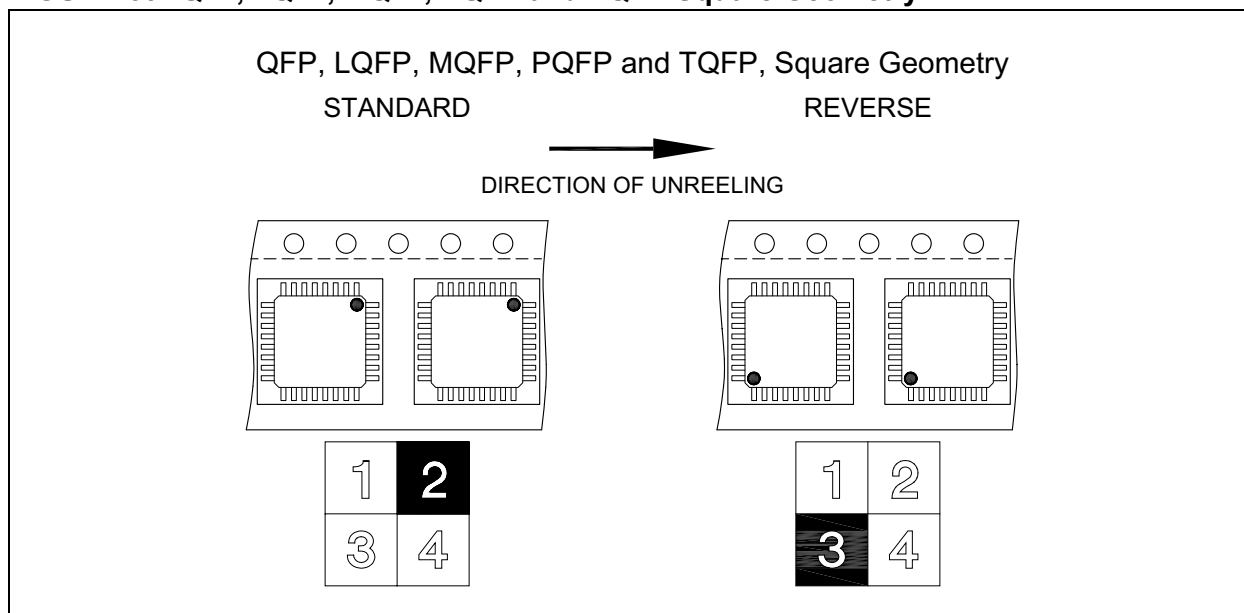 QFP, LQFP, MQFP, PQFP and TQFP, Square Geometry
STANDARD
REVERSE
DIRECTION OF UNREELING
1 2
3 4
1 2
3 4